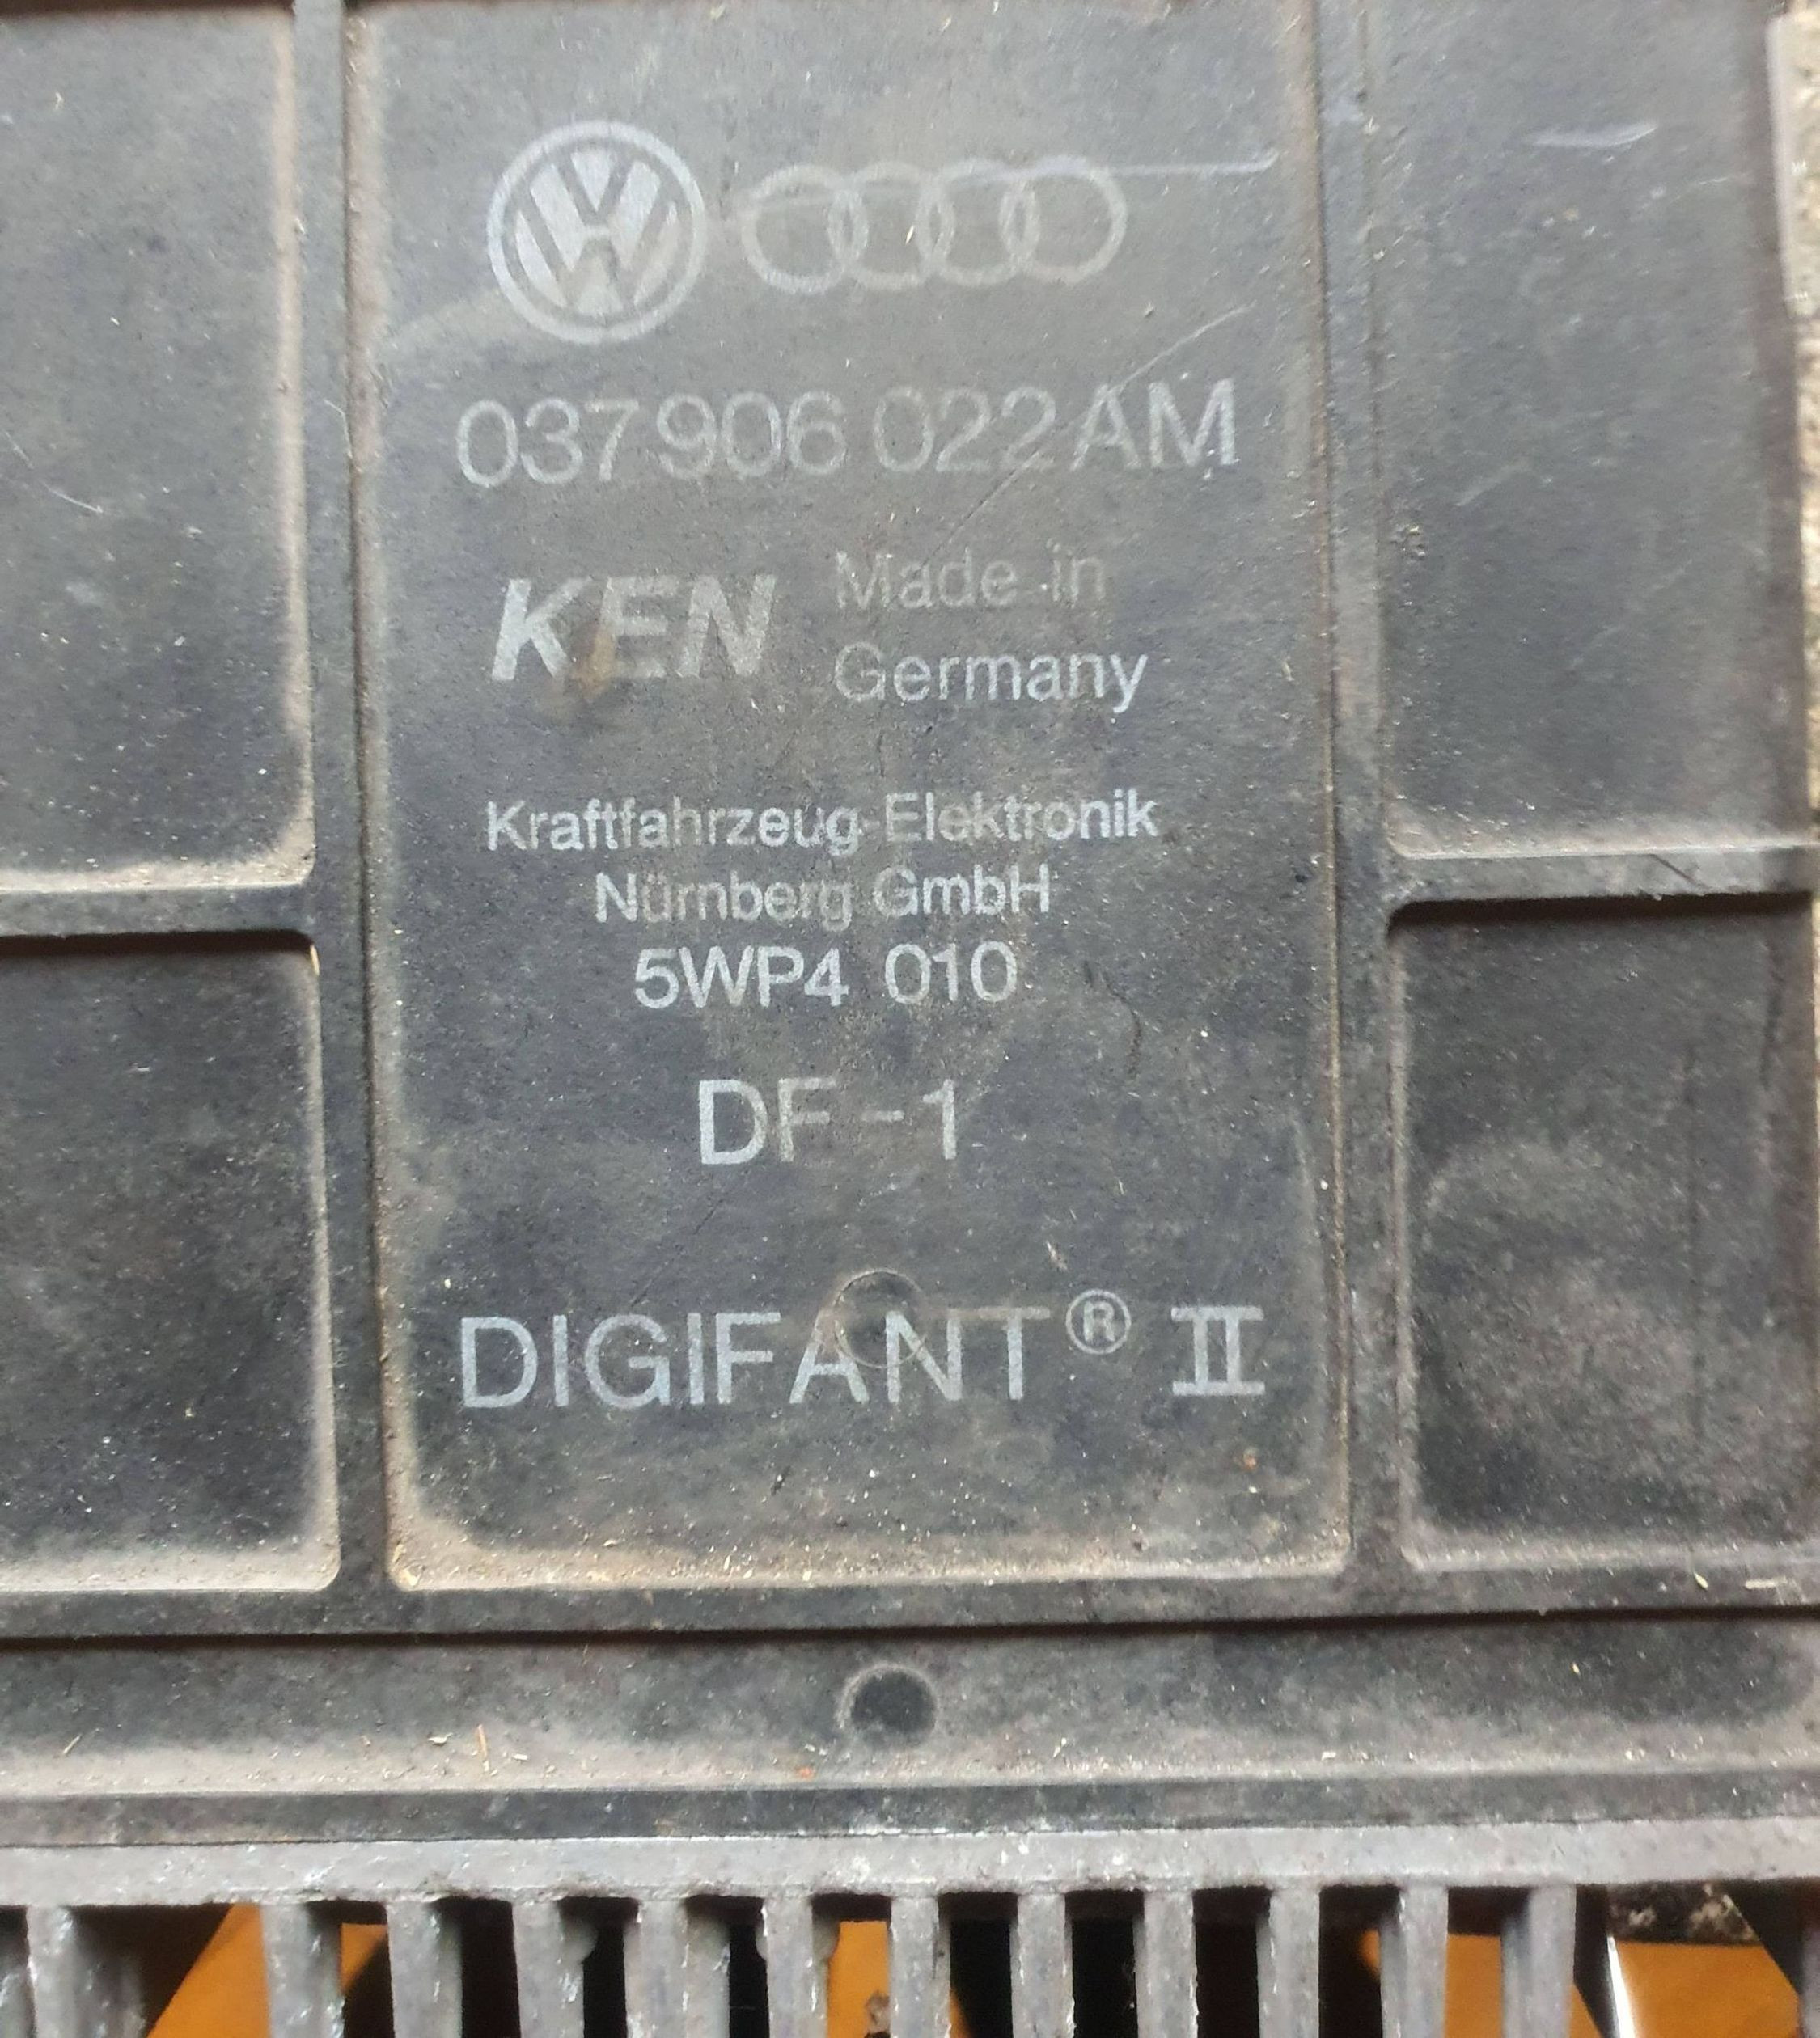 037 906 022 AM
KEN Made in
Germany
Kraftfahrzeug-Elektronik
Nürnberg GmbH
5WP4 010
DF-1
DIGIFANT® II